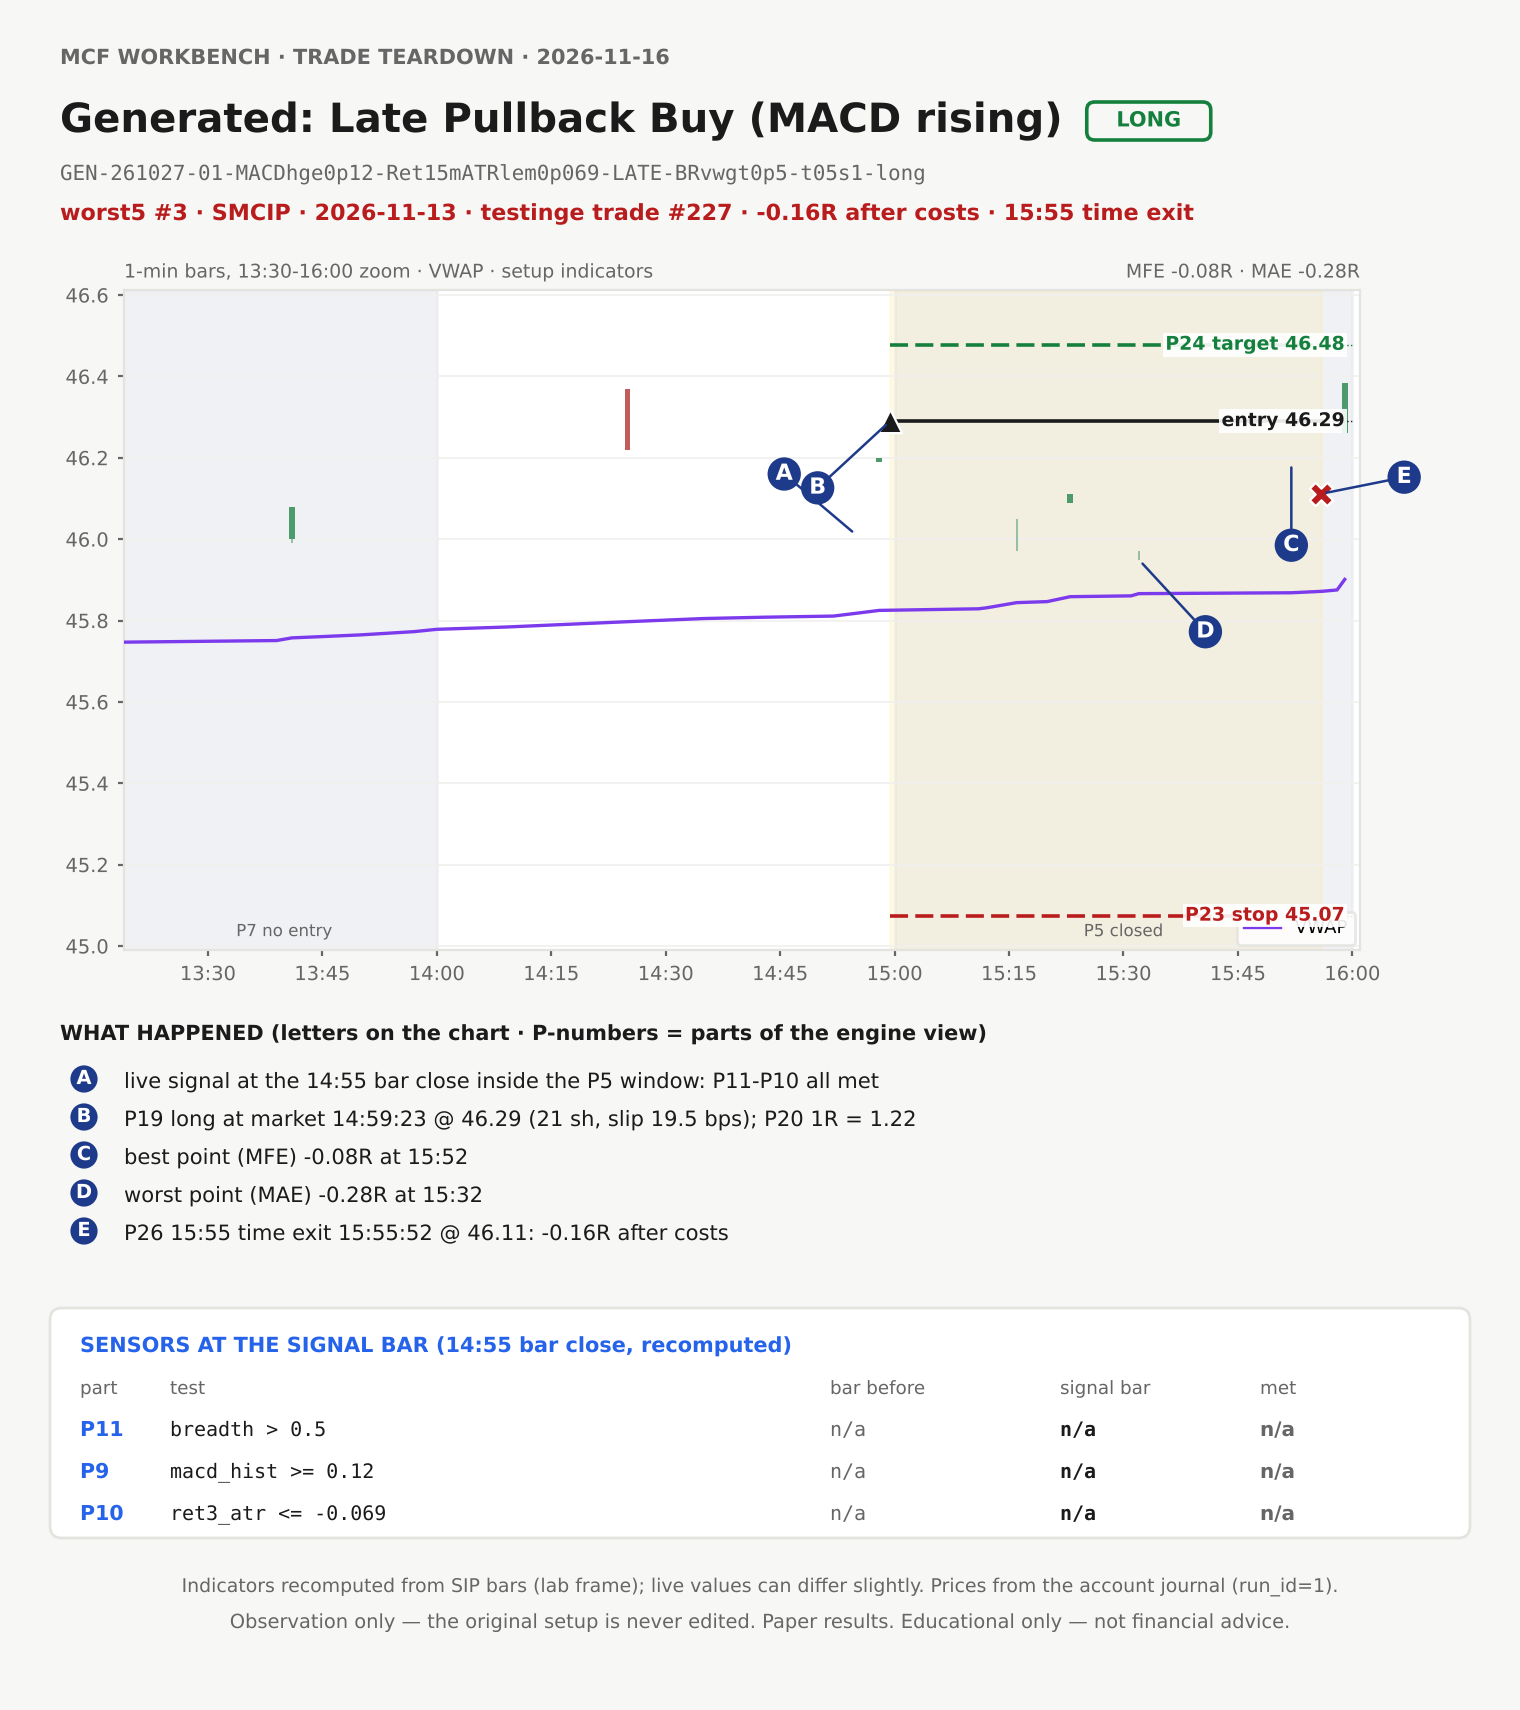 MCF WORKBENCH · TRADE TEARDOWN · 2026-11-16
Generated: Late Pullback Buy (MACD rising) LONG
GEN-261027-01-MACDhge0p12-Ret15mATRlem0p069-LATE-BRvwgt0p5-t05s1-long
worst5 #3 · SMCIP · 2026-11-13 · testinge trade #227 · -0.16R after costs · 15:55 time exit
1-min bars, 13:30-16:00 zoom · VWAP · setup indicators MFE -0.08R · MAE -0.28R
46.6
P24 target 46.48
46.4
entry 46.29
46.2
A
B
E
46.0
C
45.8
D
45.6
45.4
45.2
P23 stop 45.07
P7 no entry P5 closed VWAP
45.0
13:30 13:45 14:00 14:15 14:30 14:45 15:00 15:15 15:30 15:45 16:00
WHAT HAPPENED (letters on the chart · P-numbers = parts of the engine view)
A live signal at the 14:55 bar close inside the P5 window: P11-P10 all met
B P19 long at market 14:59:23 @ 46.29 (21 sh, slip 19.5 bps); P20 1R = 1.22
C best point (MFE) -0.08R at 15:52
D worst point (MAE) -0.28R at 15:32
E P26 15:55 time exit 15:55:52 @ 46.11: -0.16R after costs
SENSORS AT THE SIGNAL BAR (14:55 bar close, recomputed)
part test bar before signal bar met
P11 breadth > 0.5 n/a n/a n/a
P9 macd_hist >= 0.12 n/a n/a n/a
P10 ret3_atr <= -0.069 n/a n/a n/a
Indicators recomputed from SIP bars (lab frame); live values can differ slightly. Prices from the account journal (run_id=1).
Observation only — the original setup is never edited. Paper results. Educational only — not financial advice.